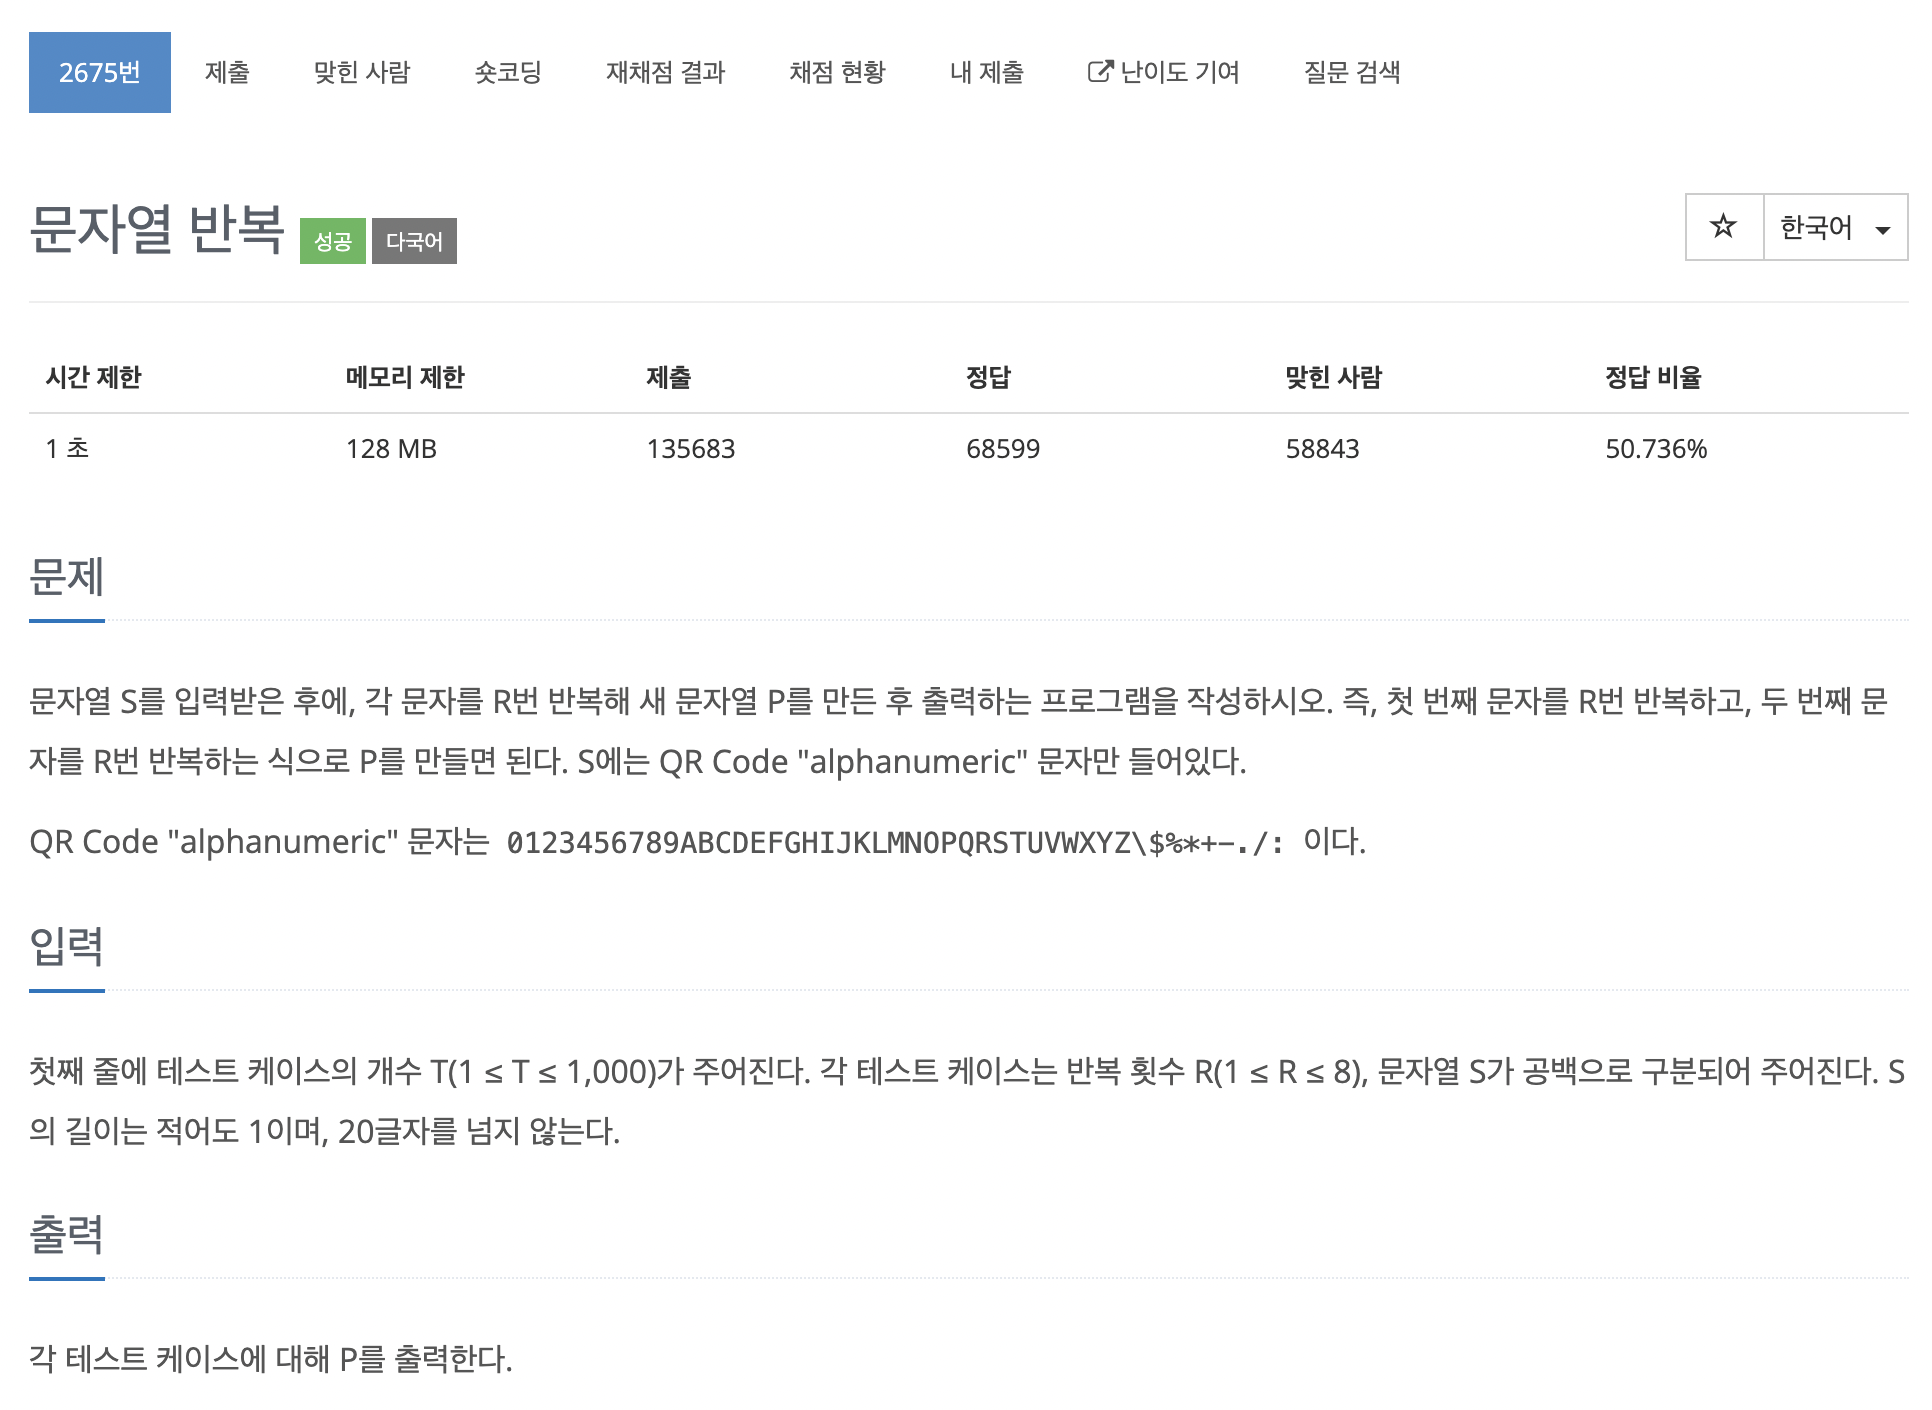 2675번 제출 맞힌 사람 숏코딩 재채점 결과 채점 현황 내 제출 난이도 기여 질문 검색
문자열 반복 성공 다국어 한국어
시간 제한 메모리 제한 제출 정답 맞힌 사람 정답 비율
1 초 128 MB 135683 68599 58843 50.736%
문제
문자열 S를 입력받은 후에, 각 문자를 R번 반복해 새 문자열 P를 만든 후 출력하는 프로그램을 작성하시오. 즉, 첫 번째 문자를 R번 반복하고, 두 번째 문
자를 R번 반복하는 식으로 P를 만들면 된다. S에는 QR Code "alphanumeric" 문자만 들어있다.
QR Code "alphanumeric" 문자는 0123456789ABCDEFGHIJKLMNOPQRSTUVWXYZ\$%*+-./: 이다.
입력
첫째 줄에 테스트 케이스의 개수 T(1 ≤ T ≤ 1,000)가 주어진다. 각 테스트 케이스는 반복 횟수 R(1 ≤ R ≤ 8), 문자열 S가 공백으로 구분되어 주어진다. S
의 길이는 적어도 1이며, 20글자를 넘지 않는다.
출력
각 테스트 케이스에 대해 P를 출력한다.